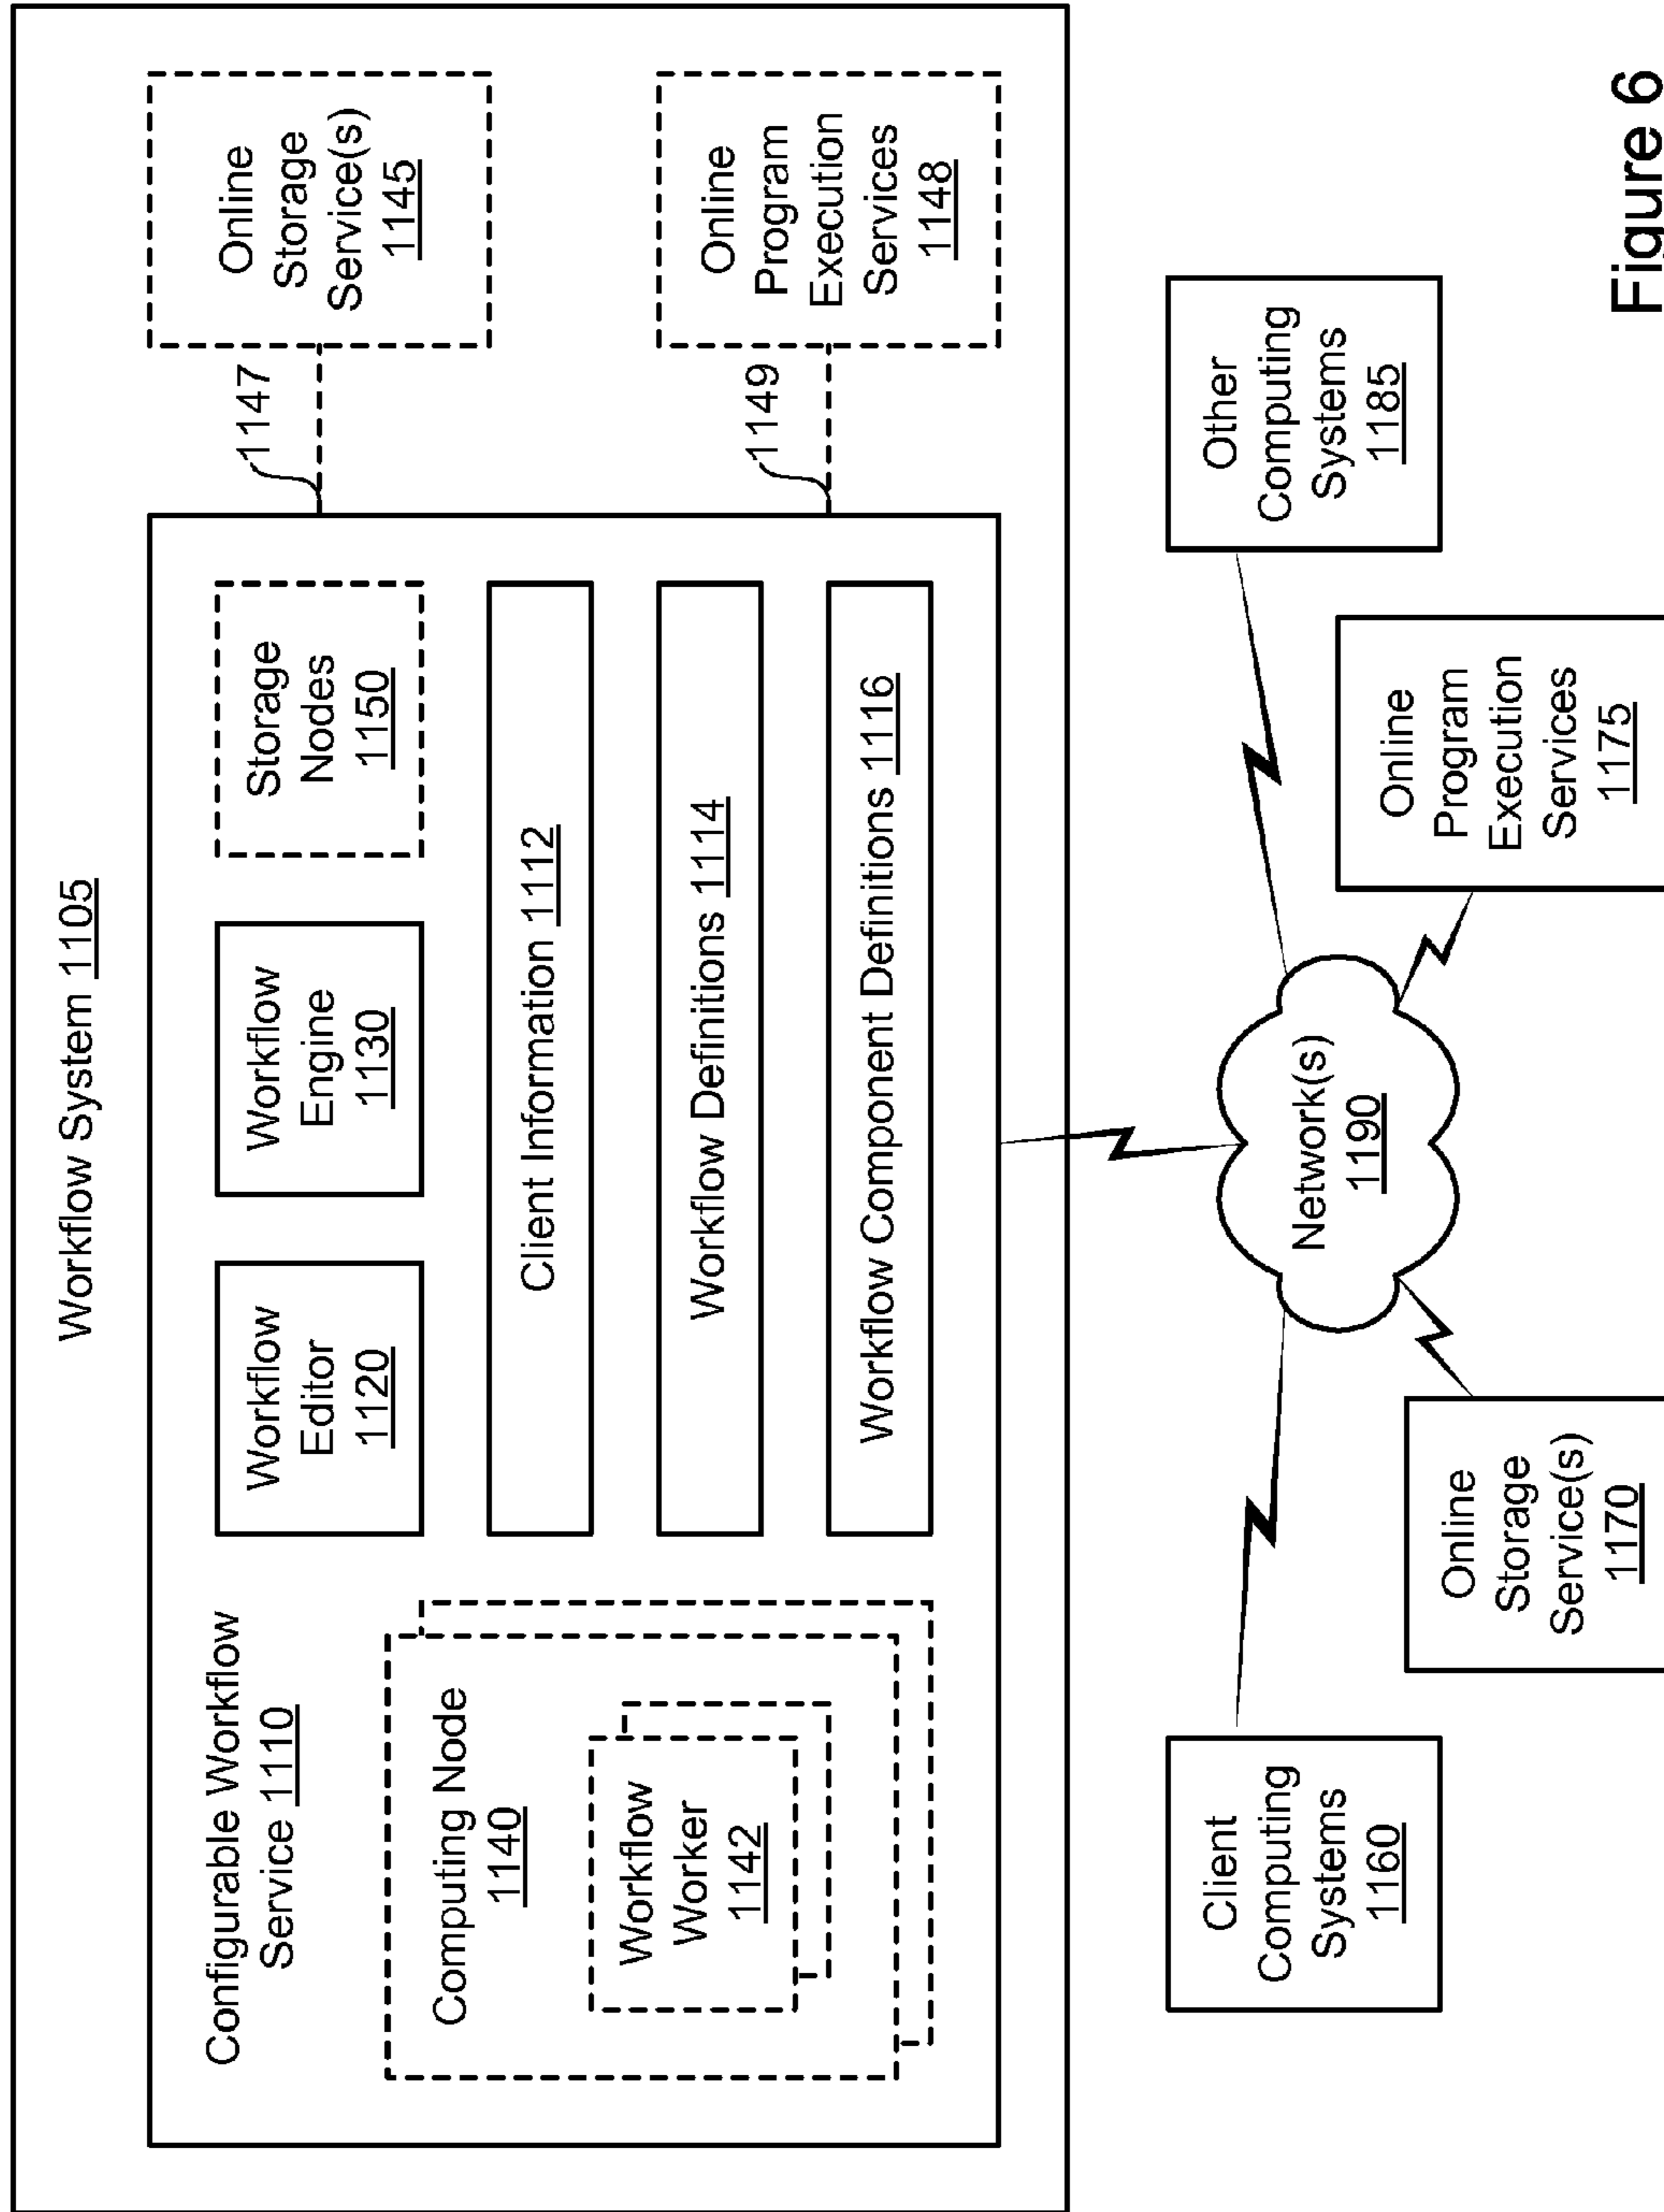 Workflow System 1105
Configurable Workflow
Service 1110
Computing Node
1140
Workflow
Worker
1142
Workflow
Editor
1120
Workflow
Engine
1130
Storage
Nodes
1150
Client Information 1112
Workflow Definitions 1114
Workflow Component Definitions 1116
1147
Online
Storage
Service(s)
1145
1149
Online
Program
Execution
Services
1148
Client
Computing
Systems
1160
Online
Storage
Service(s)
1170
Network(s)
1190
Online
Program
Execution
Services
1175
Other
Computing
Systems
1185
Figure 6